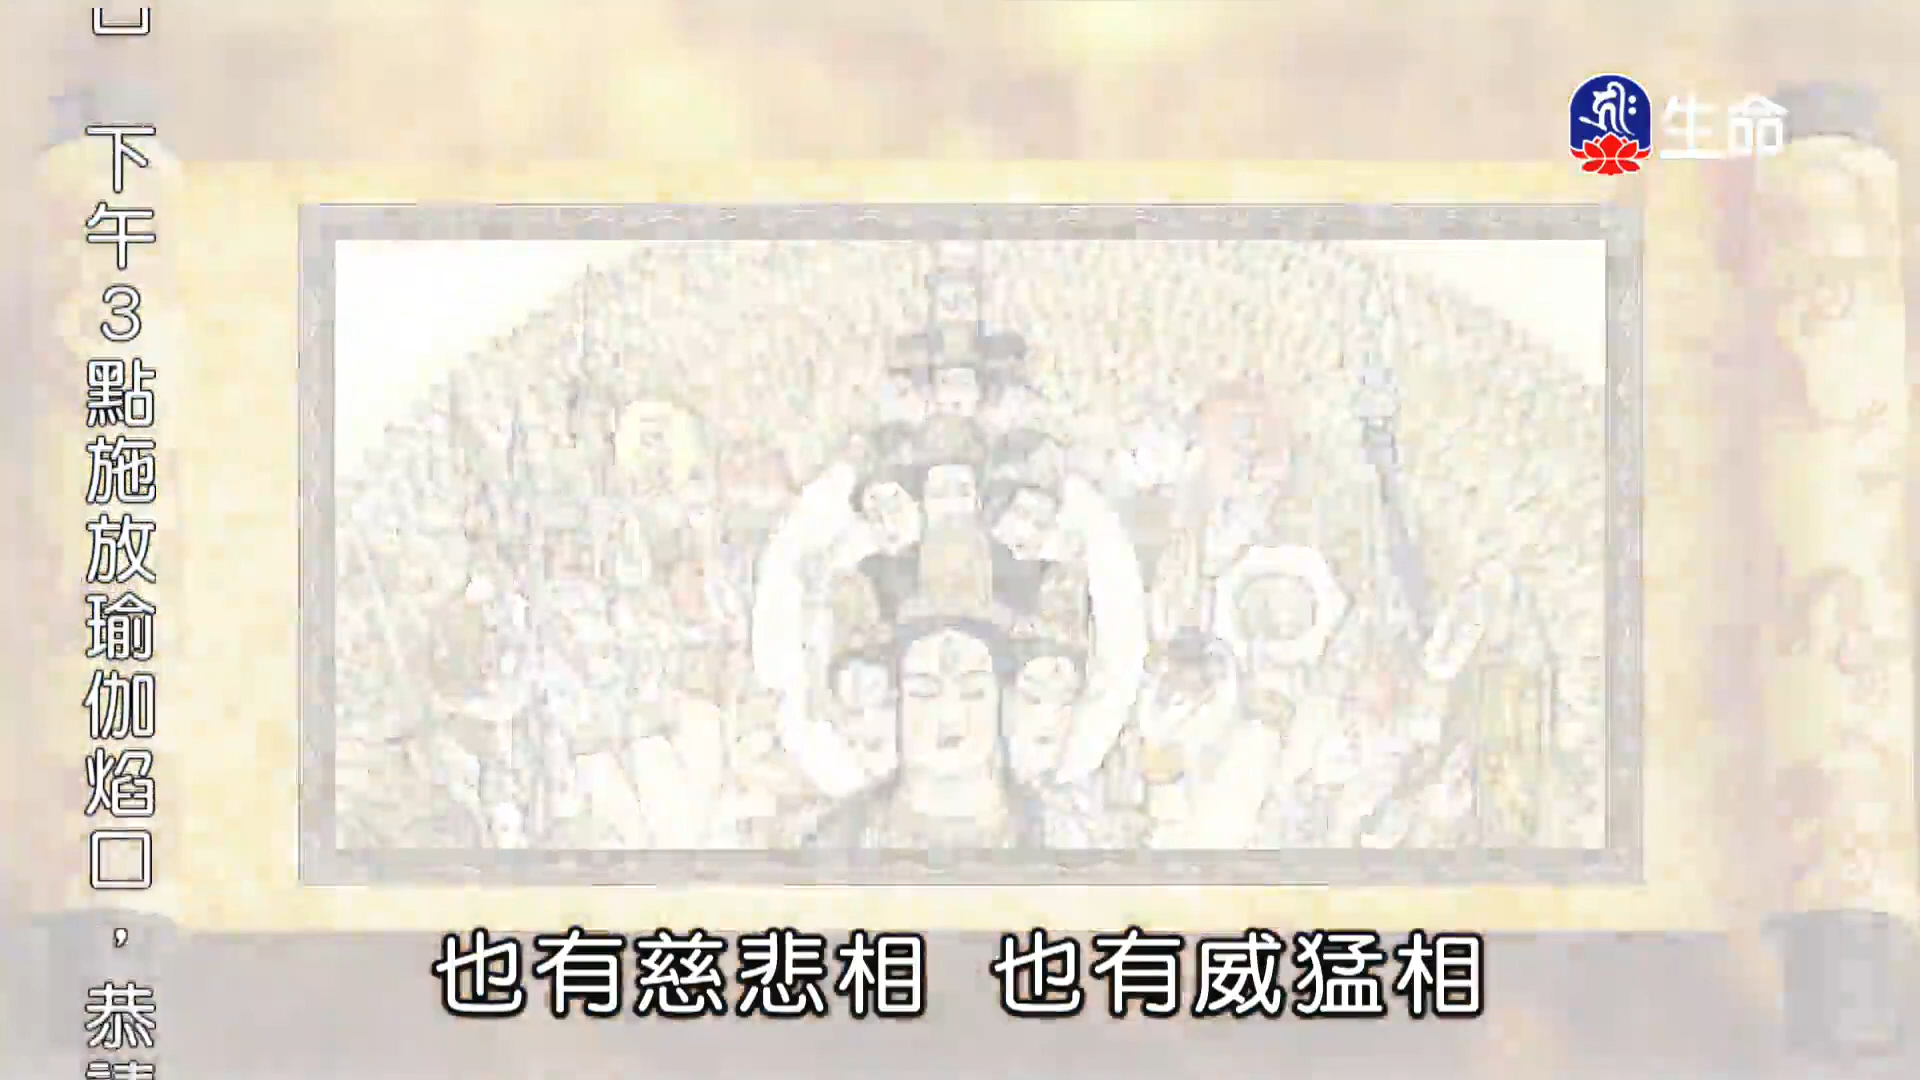 生命
下午3點施放瑜伽焰口，恭請
也有慈悲相 也有威猛相